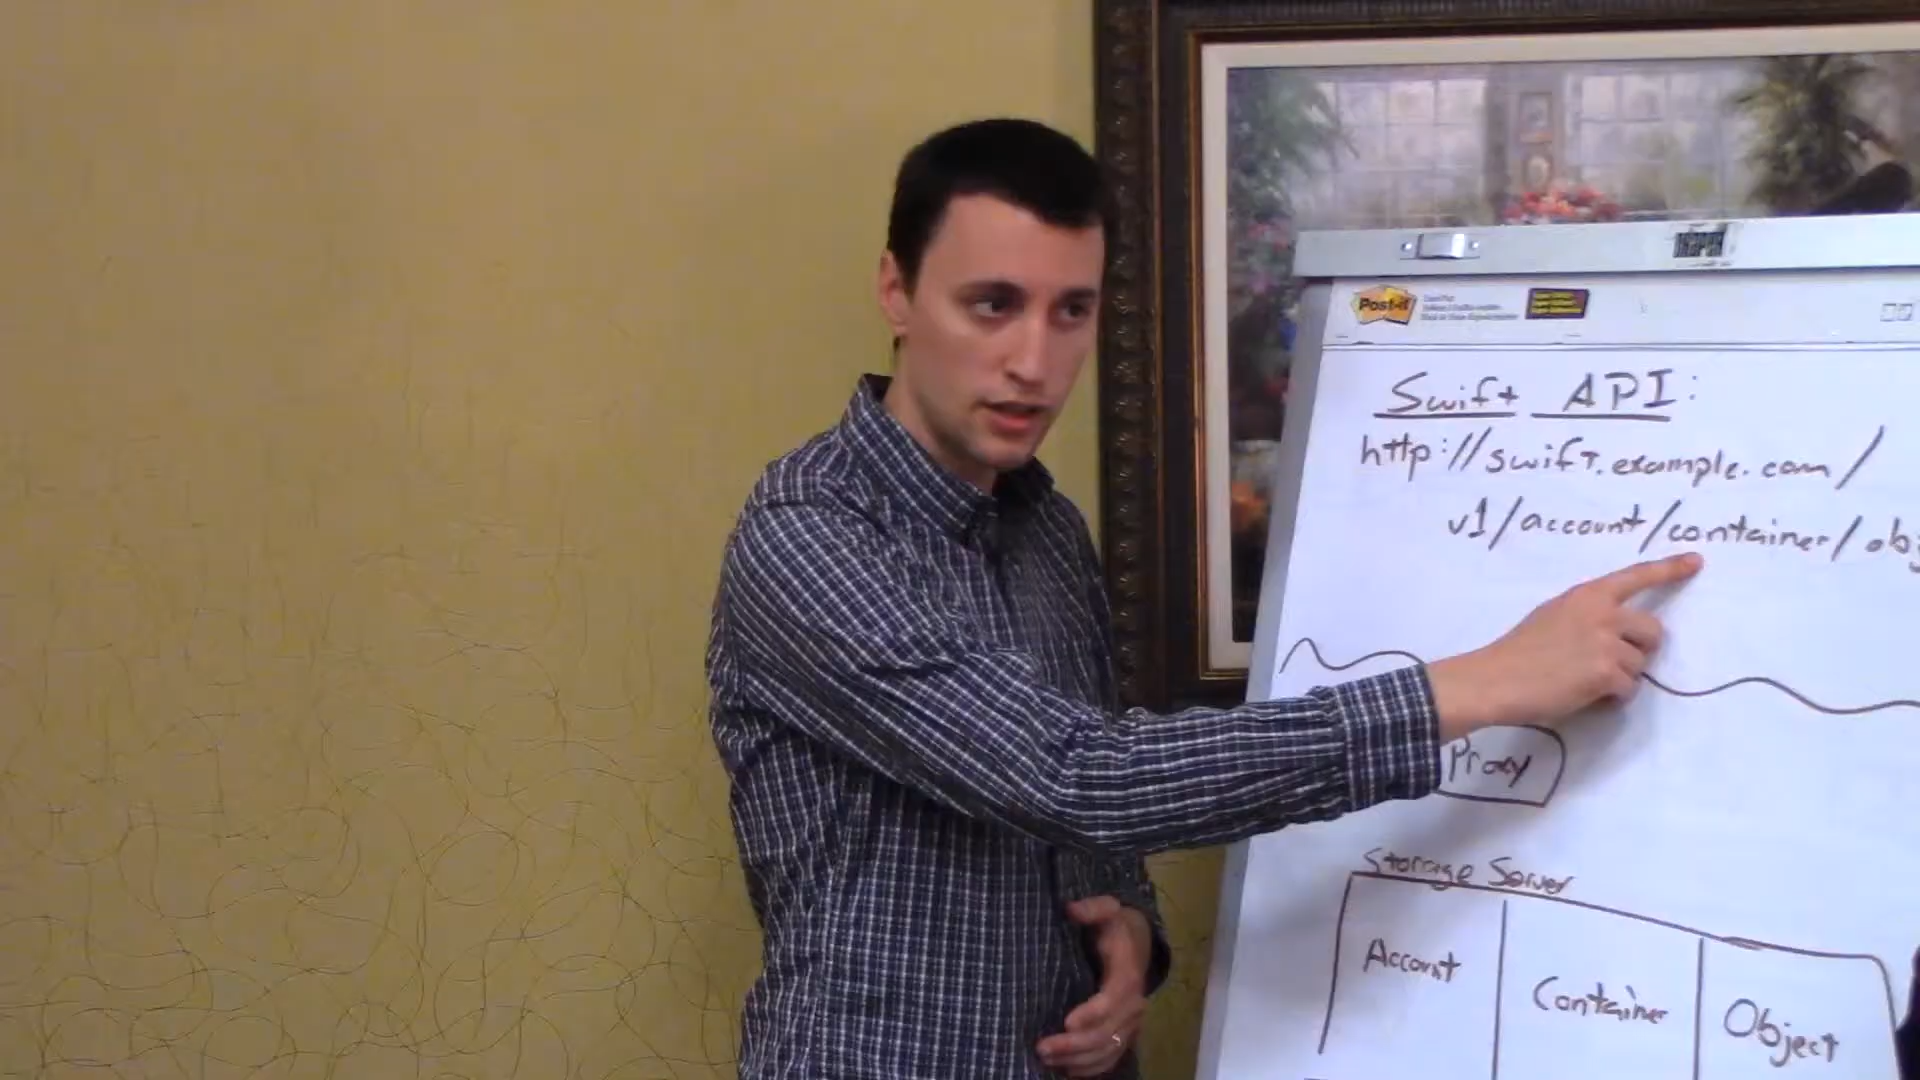 Post-it
Swift API:
http://swift.example.com/
v1/account/container/obj
Proxy
Storage Server
Account
Container
Object